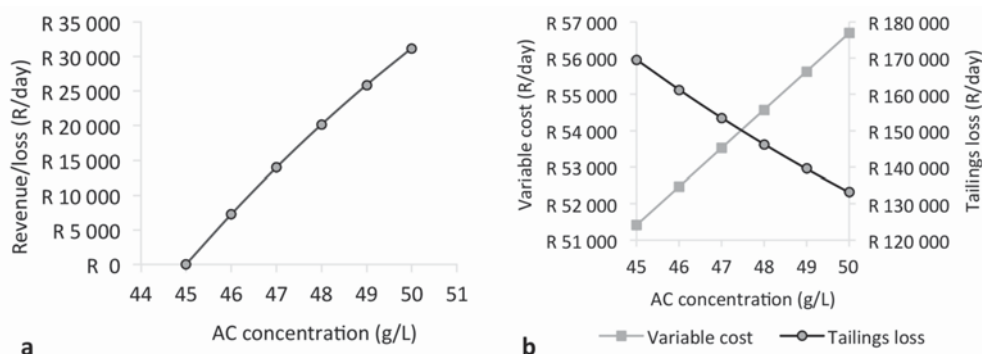 Revenue/loss (R/day)
R 35 000
R 30 000
R 25 000
R 20 000
R 15 000
R 10 000
R 5 000
R 0
44 45 46 47 48 49 50 51
AC concentration (g/L)
a
Variable cost (R/day)
R 57 000
R 56 000
R 55 000
R 54 000
R 53 000
R 52 000
R 51 000
R 180 000
R 170 000
R 160 000
R 150 000
R 140 000
R 130 000
R 120 000
Tailings loss (R/day)
45 46 47 48 49 50
AC concentration (g/L)
b
Variable cost
Tailings loss